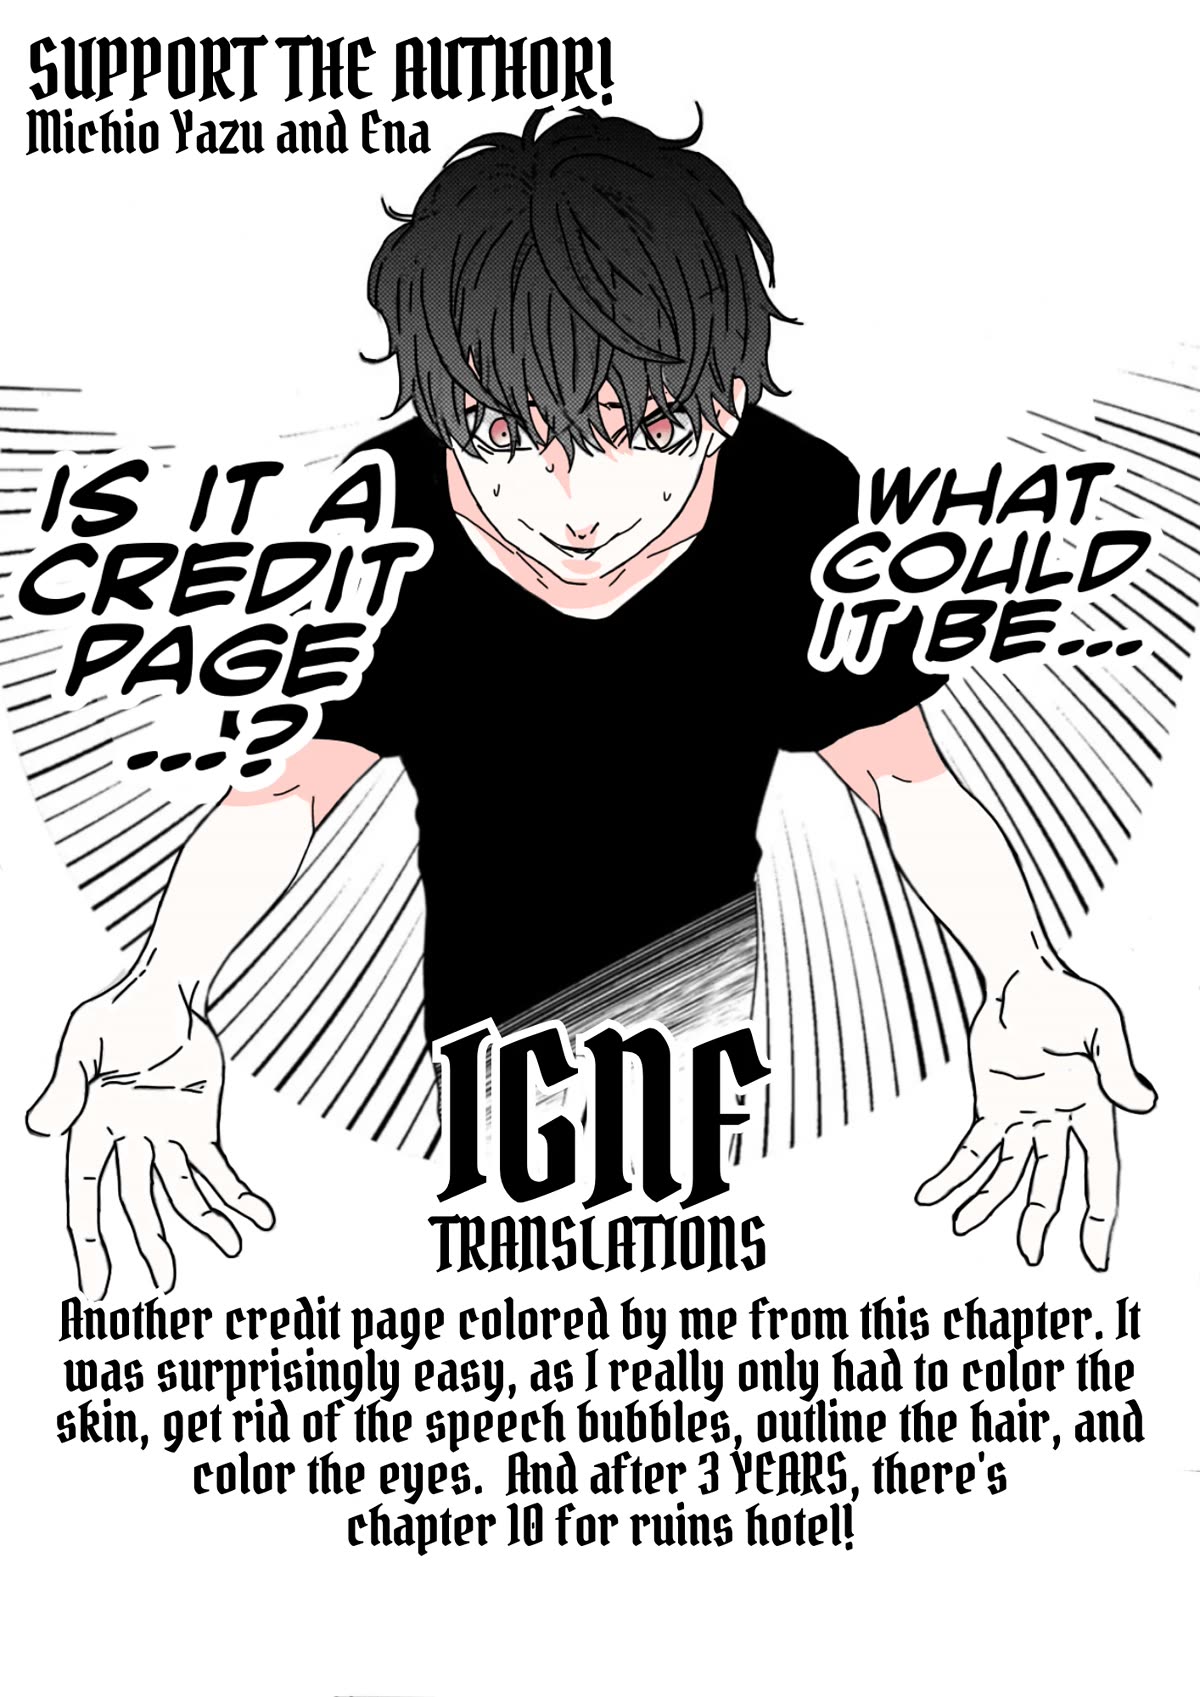 SUPPORT THE AUTHOR!
Michio Yazu and Ena
IS IT A
CREDIT
PAGE
...?
WHAT
COULD
IT BE...
IGNF
TRANSLATIONS
Another credit page colored by me from this chapter. It
was surprisingly easy, as I really only had to color the
skin, get rid of the speech bubbles, outline the hair, and
color the eyes.  And after 3 YEARS, there's
chapter 10 for ruins hotel!